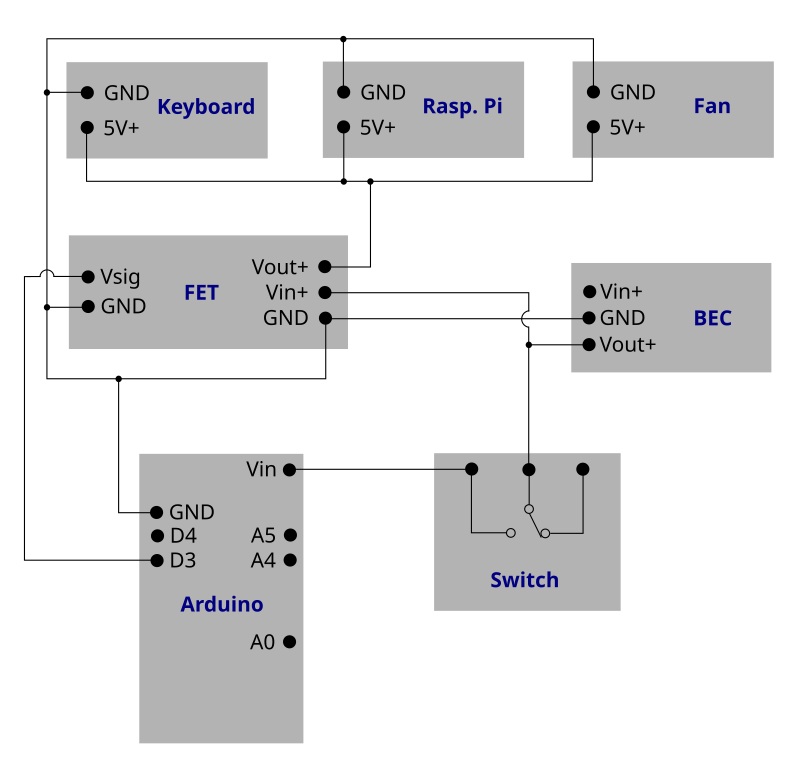 GND
Keyboard
5V+
GND
Rasp. Pi
5V+
GND
Fan
5V+
Vsig
GND
FET
Vout+
Vin+
GND
Vin+
GND
BEC
Vout+
Vin
GND
D4
A5
D3
A4
Arduino
A0
Switch